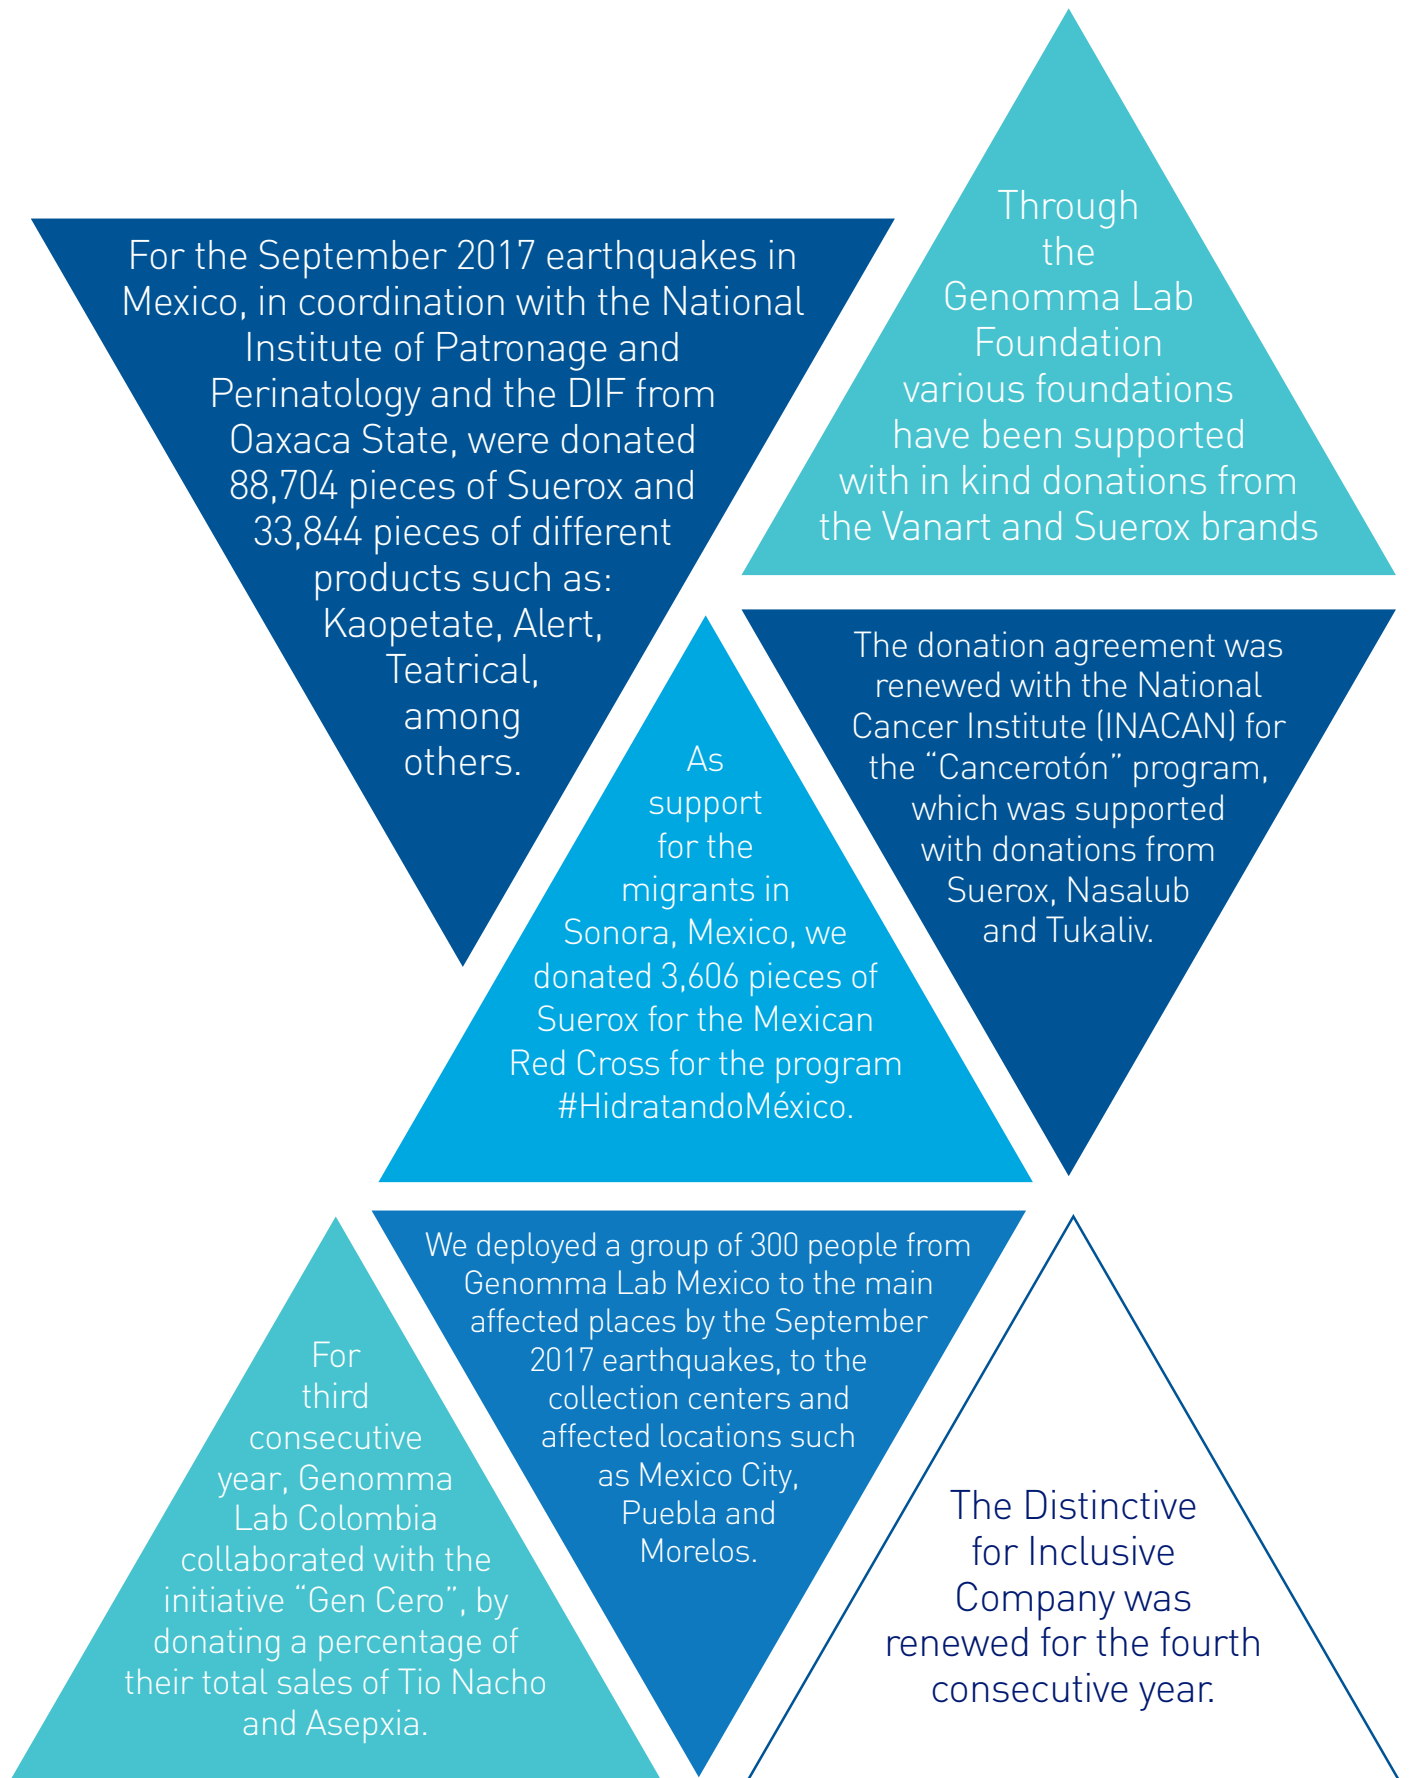 For the September 2017 earthquakes in
Mexico, in coordination with the National
Institute of Patronage and
Perinatology and the DIF from
Oaxaca State, were donated
88,704 pieces of Suerox and
33,844 pieces of different
products such as:
Kaopetate, Alert,
Teatrical,
among
others.
Through
the
Genomma Lab
Foundation
various foundations
have been supported
with in kind donations from
the Vanart and Suerox brands
As
support
for the
migrants in
Sonora, Mexico, we
donated 3,606 pieces of
Suerox for the Mexican
Red Cross for the program
#HidratandoMéxico.
The donation agreement was
renewed with the National
Cancer Institute (INACAN) for
the “Cancerotón” program,
which was supported
with donations from
Suerox, Nasalub
and Tukaliv.
For
third
consecutive
year, Genomma
Lab Colombia
collaborated with the
initiative “Gen Cero”, by
donating a percentage of
their total sales of Tio Nacho
and Asepxia.
We deployed a group of 300 people from
Genomma Lab Mexico to the main
affected places by the September
2017 earthquakes, to the
collection centers and
affected locations such
as Mexico City,
Puebla and
Morelos.
The Distinctive
for Inclusive
Company was
renewed for the fourth
consecutive year.